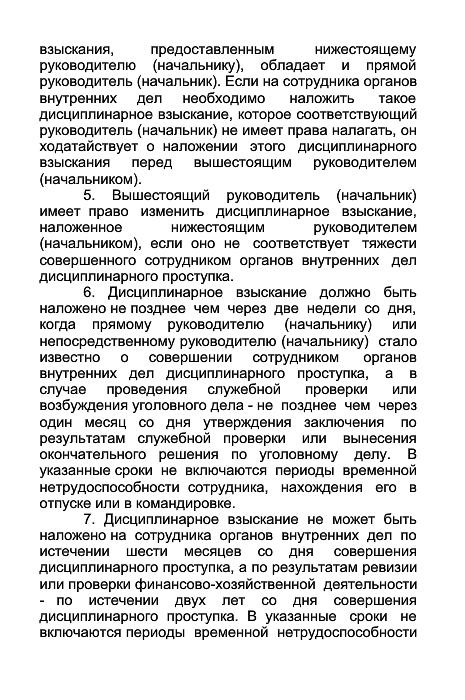 взыскания, предоставленным нижестоящему
руководителю (начальнику), обладает и прямой
руководитель (начальник). Если на сотрудника органов
внутренних дел необходимо наложить такое
дисциплинарное взыскание, которое соответствующий
руководитель (начальник) не имеет права налагать, он
ходатайствует о наложении этого дисциплинарного
взыскания перед вышестоящим руководителем
(начальником).
5. Вышестоящий руководитель (начальник)
имеет право изменить дисциплинарное взыскание,
наложенное нижестоящим руководителем
(начальником), если оно не соответствует тяжести
совершенного сотрудником органов внутренних дел
дисциплинарного проступка.
6. Дисциплинарное взыскание должно быть
наложено не позднее чем через две недели со дня,
когда прямому руководителю (начальнику) или
непосредственному руководителю (начальнику) стало
известно о совершении сотрудником органов
внутренних дел дисциплинарного проступка, а в
случае проведения служебной проверки или
возбуждения уголовного дела - не позднее чем через
один месяц со дня утверждения заключения по
результатам служебной проверки или вынесения
окончательного решения по уголовному делу. В
указанные сроки не включаются периоды временной
нетрудоспособности сотрудника, нахождения его в
отпуске или в командировке.
7. Дисциплинарное взыскание не может быть
наложено на сотрудника органов внутренних дел по
истечении шести месяцев со дня совершения
дисциплинарного проступка, а по результатам ревизии
или проверки финансово-хозяйственной деятельности
- по истечении двух лет со дня совершения
дисциплинарного проступка. В указанные сроки не
включаются периоды временной нетрудоспособности